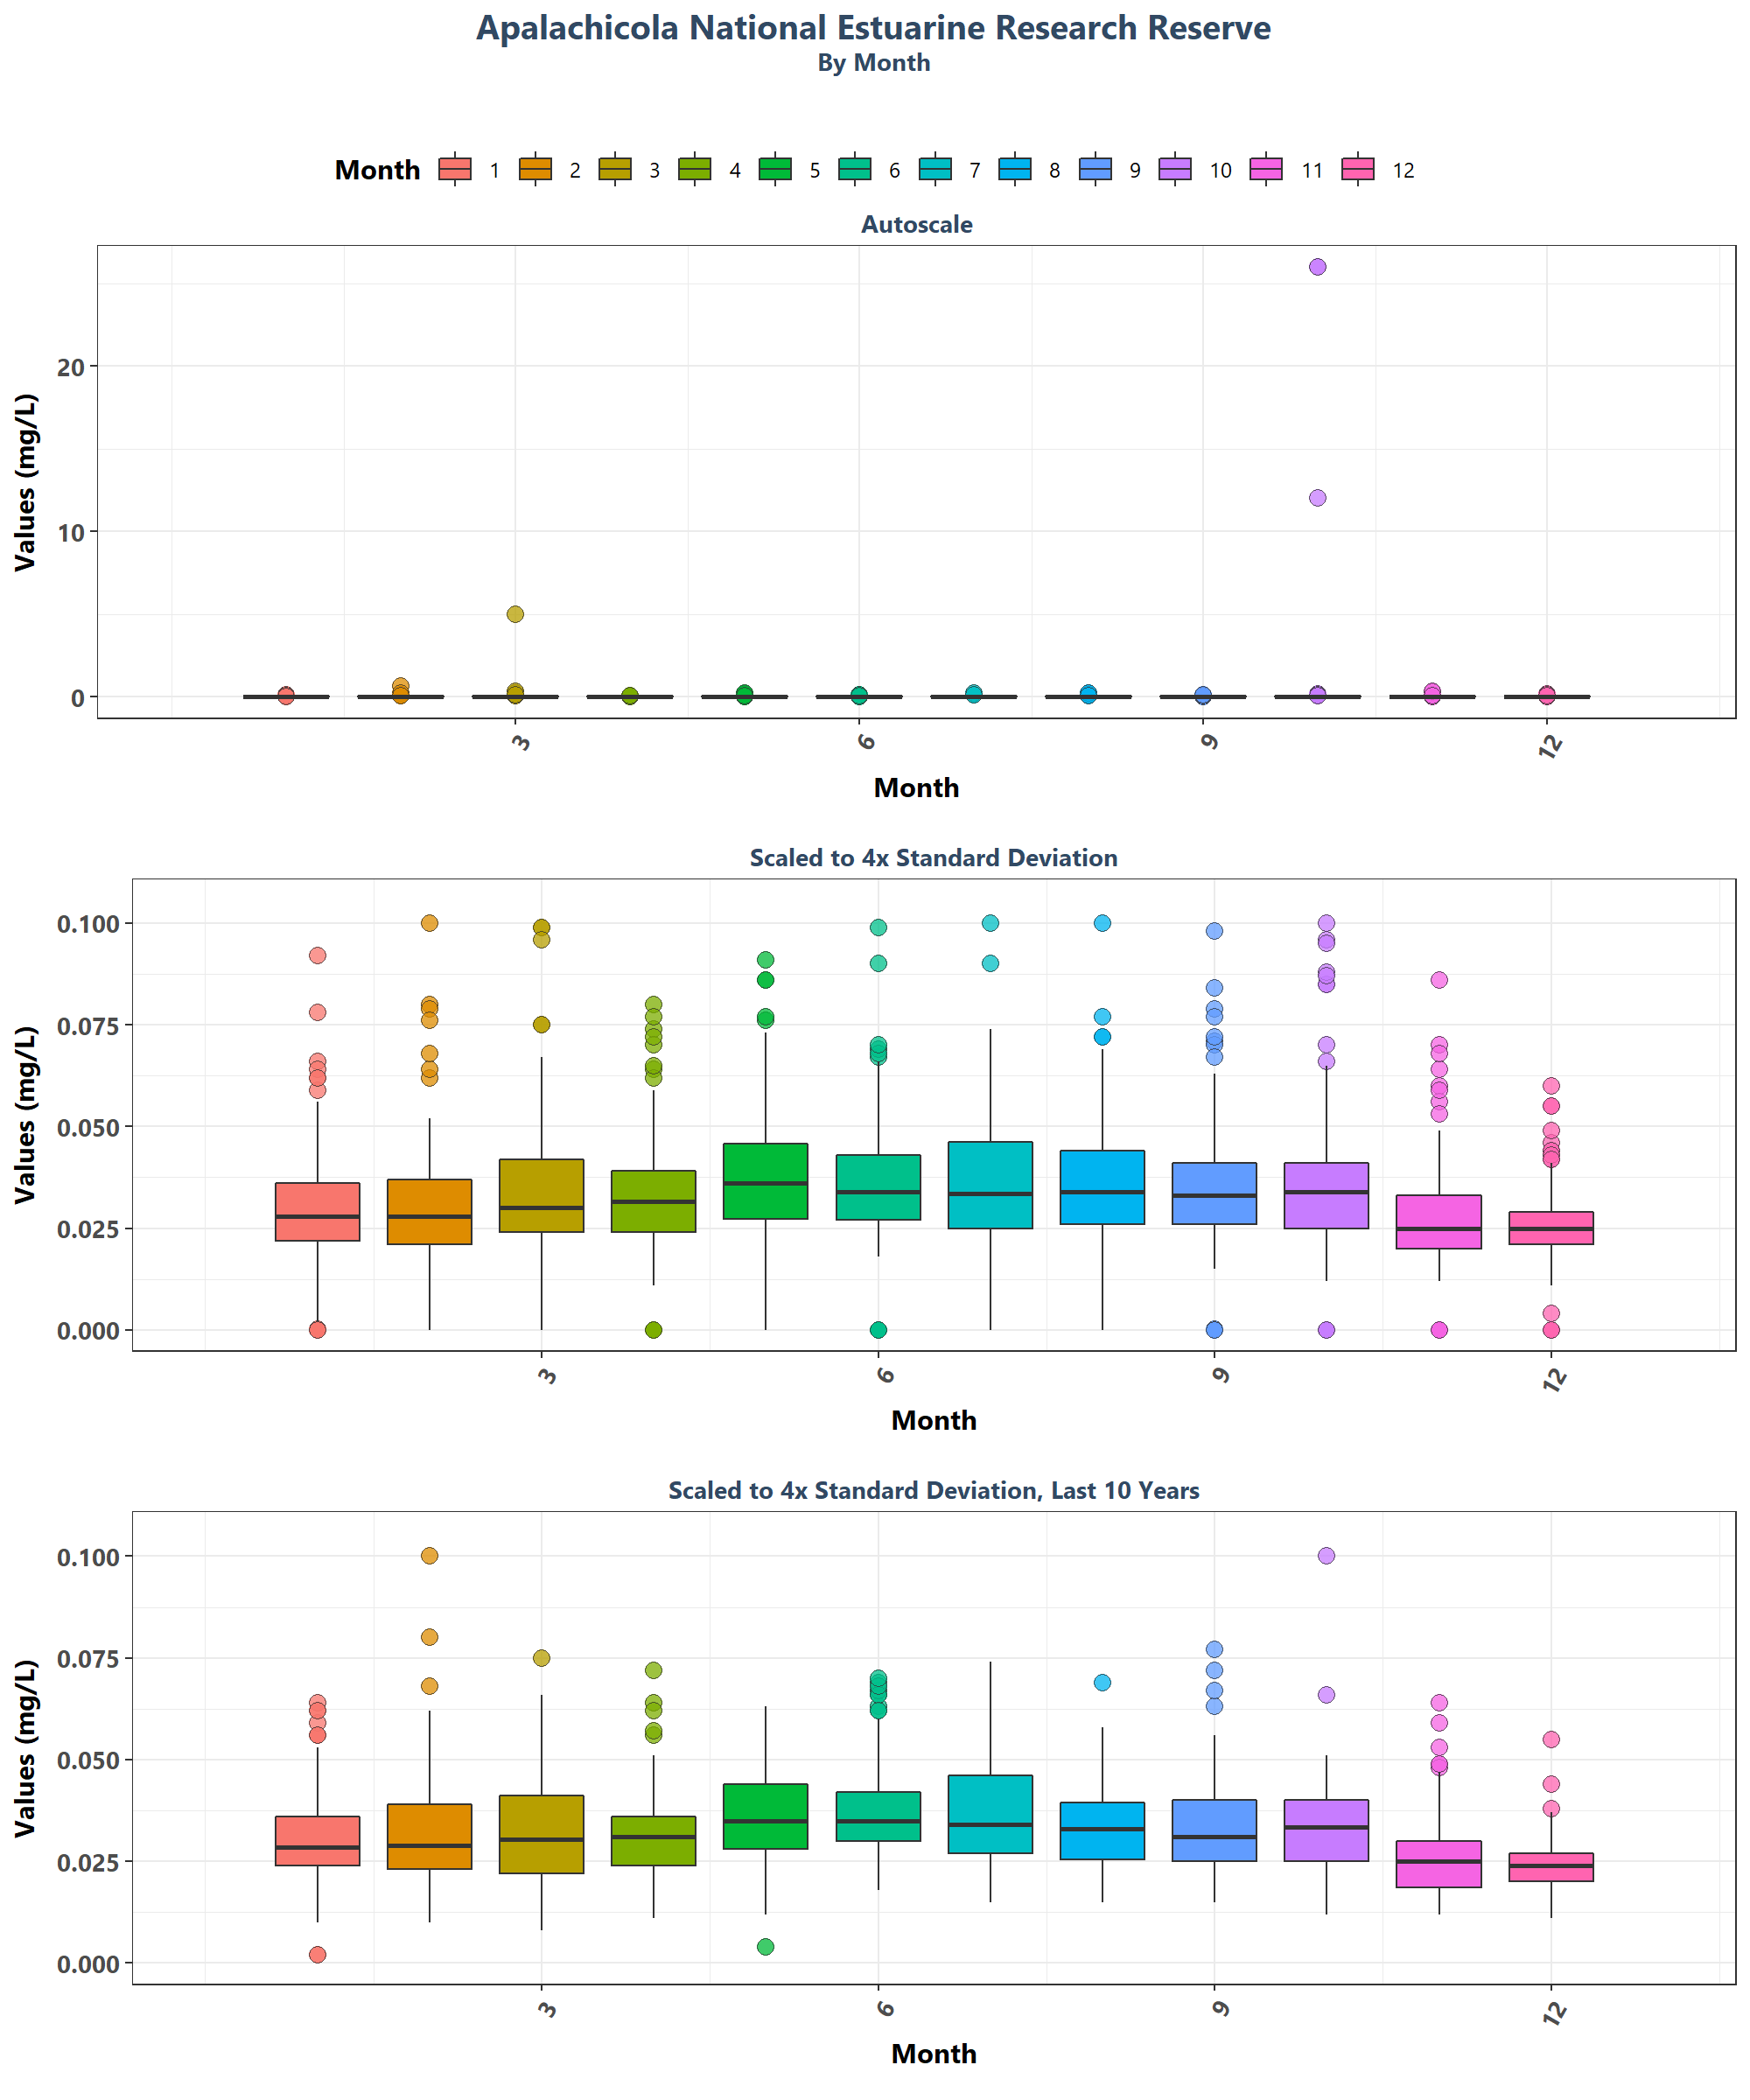 Apalachicola National Estuarine Research Reserve
By Month
Month 1 2 3 4 5 6 7 8 9 10 11 12
Autoscale
Values (mg/L)
20
10
0
3 6 9 12
Month
Scaled to 4x Standard Deviation
Values (mg/L)
0.100
0.075
0.050
0.025
0.000
3 6 9 12
Month
Scaled to 4x Standard Deviation, Last 10 Years
Values (mg/L)
0.100
0.075
0.050
0.025
0.000
3 6 9 12
Month